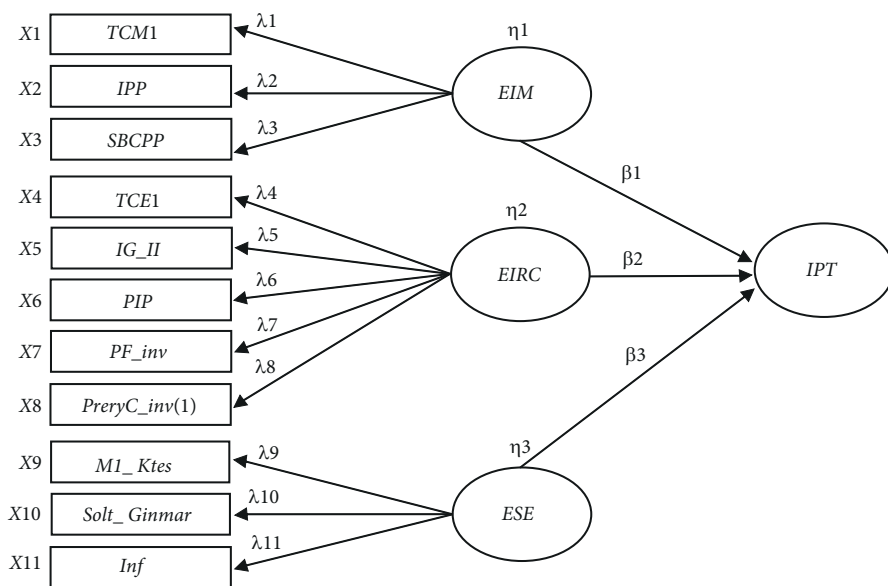 X1 TCM1 λ1 η1
X2 IPP λ2 EIM
X3 SBCPP λ3
β1
X4 TCE1 λ4 η2
X5 IG_II λ5
X6 PIP λ6 EIRC β2 IPT
X7 PF_inv λ7
X8 PreryC_inv(1) λ8
β3
X9 M1_ Ktes λ9 η3
X10 Solt_ Ginmar λ10 ESE
X11 Inf λ11